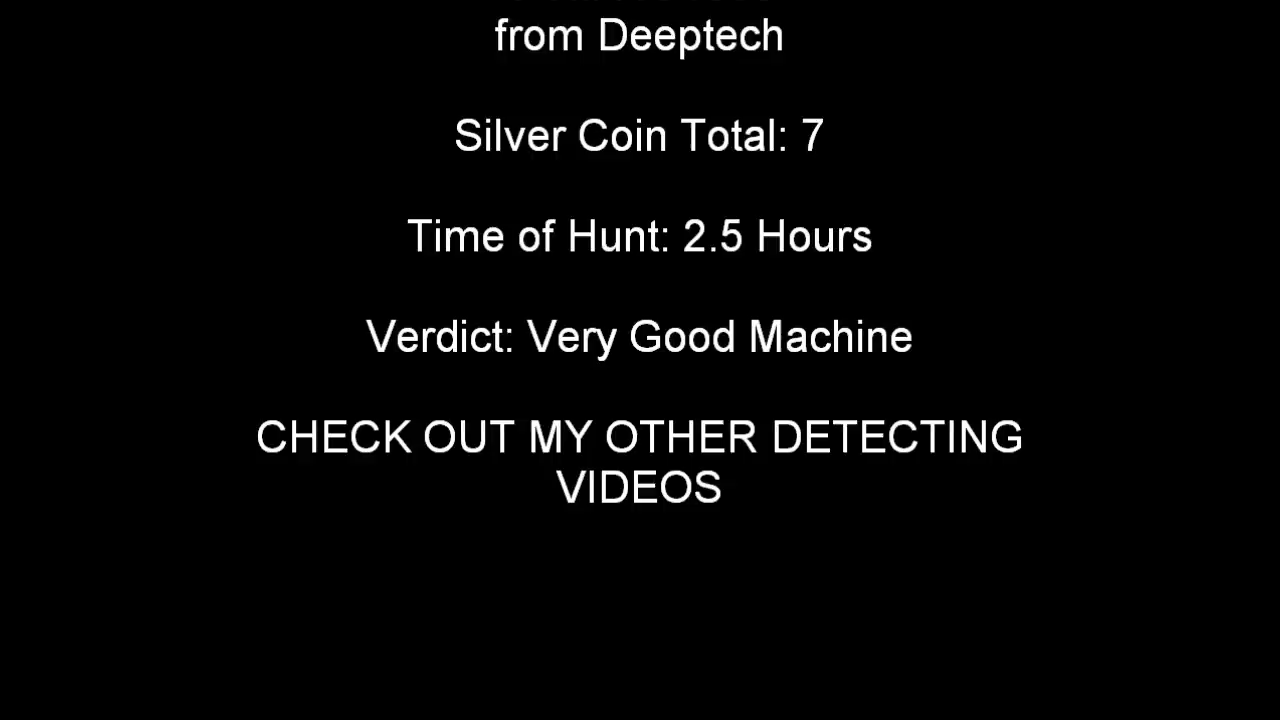 from Deeptech
Silver Coin Total: 7
Time of Hunt: 2.5 Hours
Verdict: Very Good Machine
CHECK OUT MY OTHER DETECTING
VIDEOS